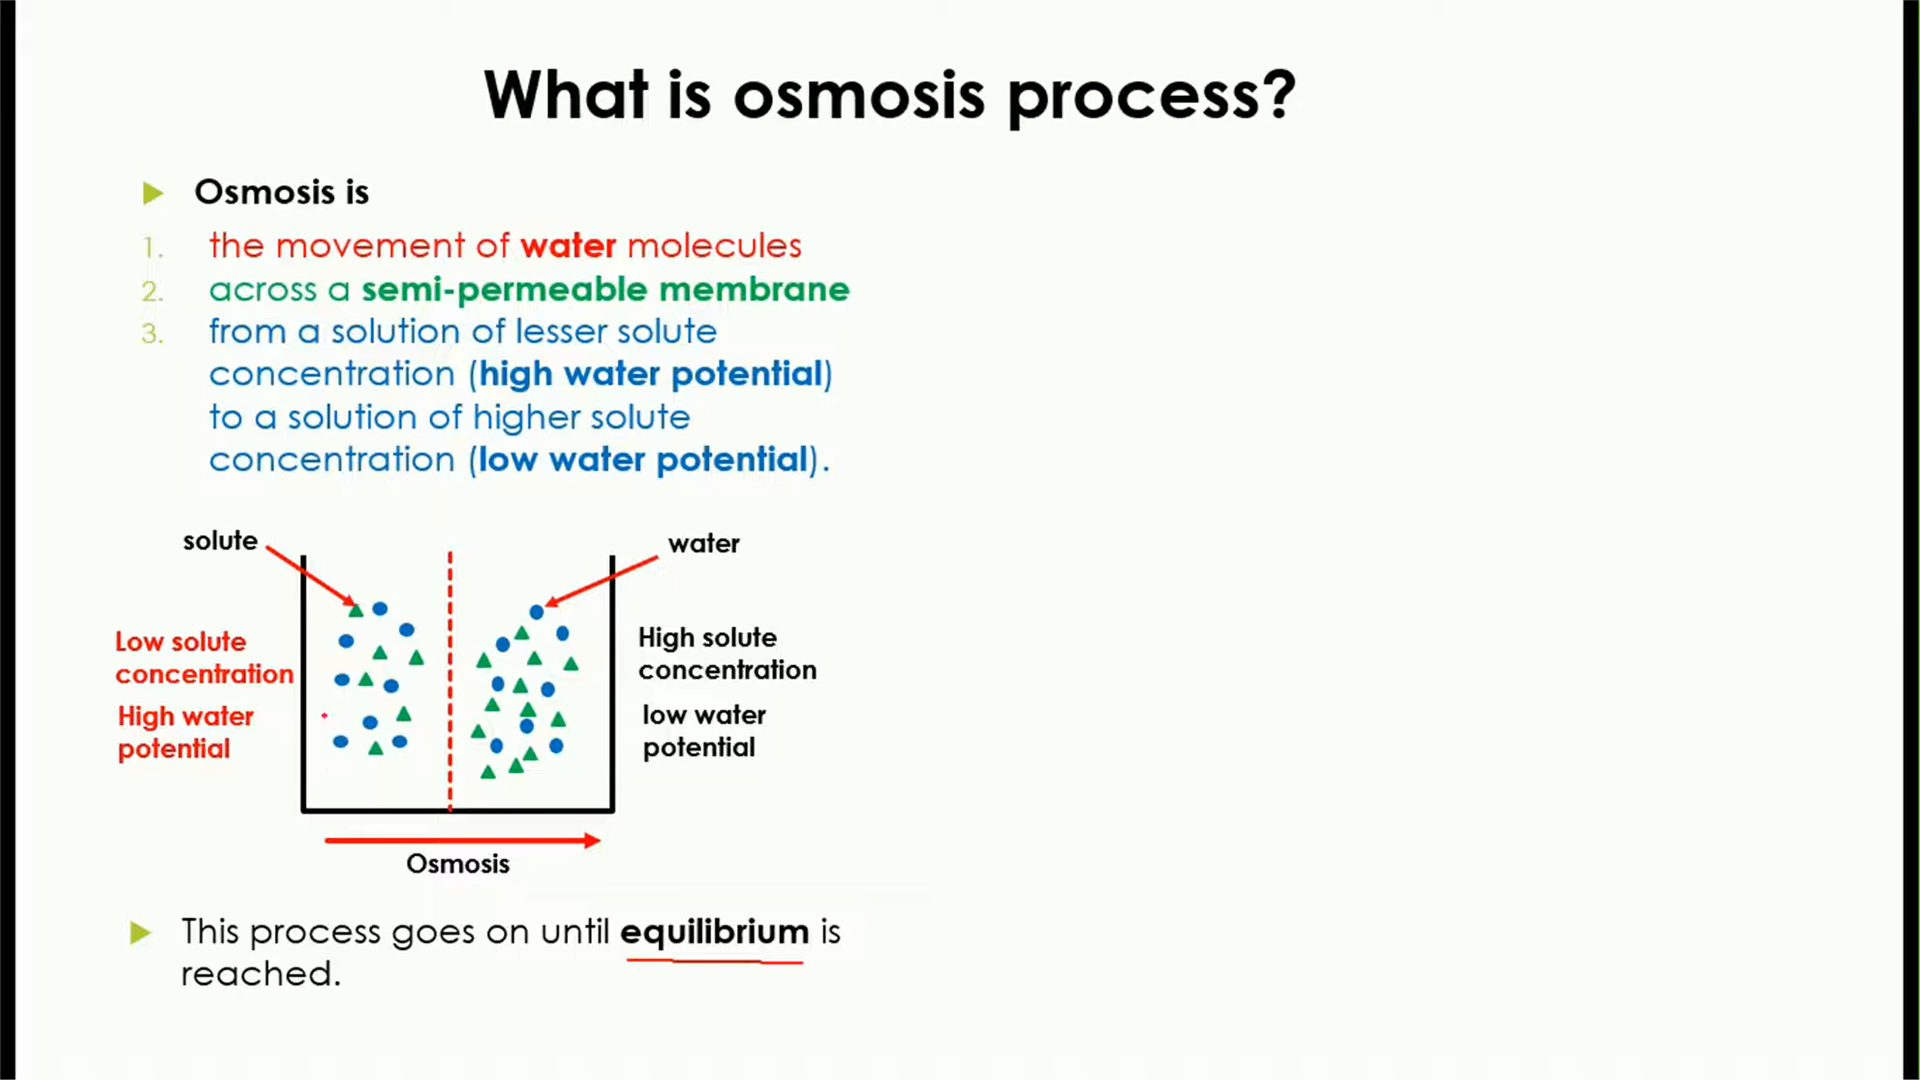 What is osmosis process?
Osmosis is
1. the movement of water molecules
2. across a semi-permeable membrane
3. from a solution of lesser solute
concentration (high water potential)
to a solution of higher solute
concentration (low water potential).
solute
water
Low solute
concentration
High water
potential
High solute
concentration
low water
potential
Osmosis
This process goes on until equilibrium is
reached.